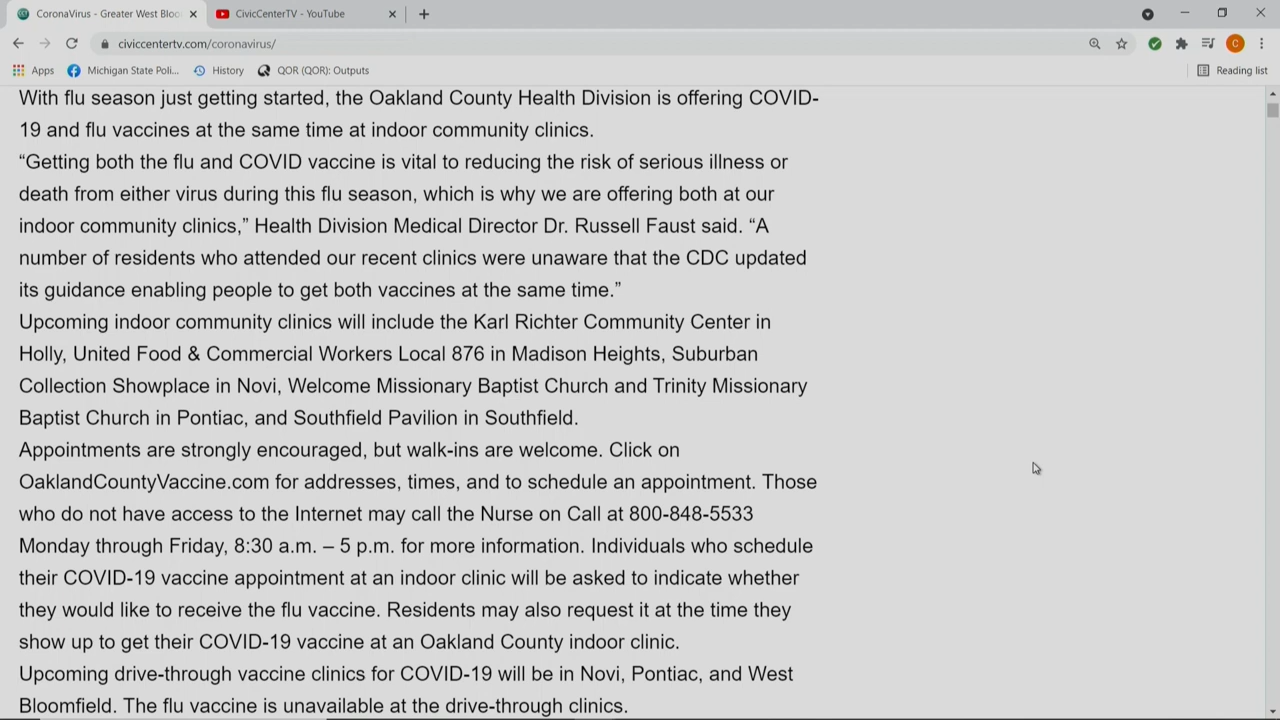 CoronaVirus - Greater West Bloo
CivicCenterTV - YouTube
civiccentertv.com/coronavirus/
Apps
Michigan State Poli...
History
QOR (QOR): Outputs
Reading list
C
With flu season just getting started, the Oakland County Health Division is offering COVID-
19 and flu vaccines at the same time at indoor community clinics.
“Getting both the flu and COVID vaccine is vital to reducing the risk of serious illness or
death from either virus during this flu season, which is why we are offering both at our
indoor community clinics,” Health Division Medical Director Dr. Russell Faust said. “A
number of residents who attended our recent clinics were unaware that the CDC updated
its guidance enabling people to get both vaccines at the same time.”
Upcoming indoor community clinics will include the Karl Richter Community Center in
Holly, United Food & Commercial Workers Local 876 in Madison Heights, Suburban
Collection Showplace in Novi, Welcome Missionary Baptist Church and Trinity Missionary
Baptist Church in Pontiac, and Southfield Pavilion in Southfield.
Appointments are strongly encouraged, but walk-ins are welcome. Click on
OaklandCountyVaccine.com for addresses, times, and to schedule an appointment. Those
who do not have access to the Internet may call the Nurse on Call at 800-848-5533
Monday through Friday, 8:30 a.m. – 5 p.m. for more information. Individuals who schedule
their COVID-19 vaccine appointment at an indoor clinic will be asked to indicate whether
they would like to receive the flu vaccine. Residents may also request it at the time they
show up to get their COVID-19 vaccine at an Oakland County indoor clinic.
Upcoming drive-through vaccine clinics for COVID-19 will be in Novi, Pontiac, and West
Bloomfield. The flu vaccine is unavailable at the drive-through clinics.